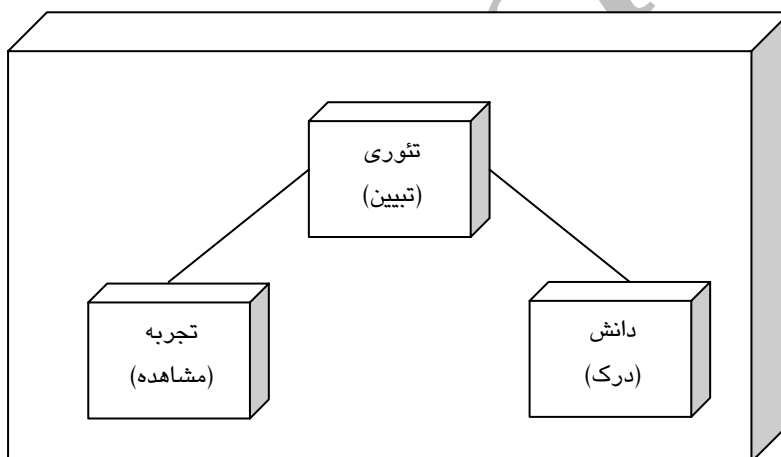 تئوری
(تبیین)
دانش
(درک)
تجربه
(مشاهده)